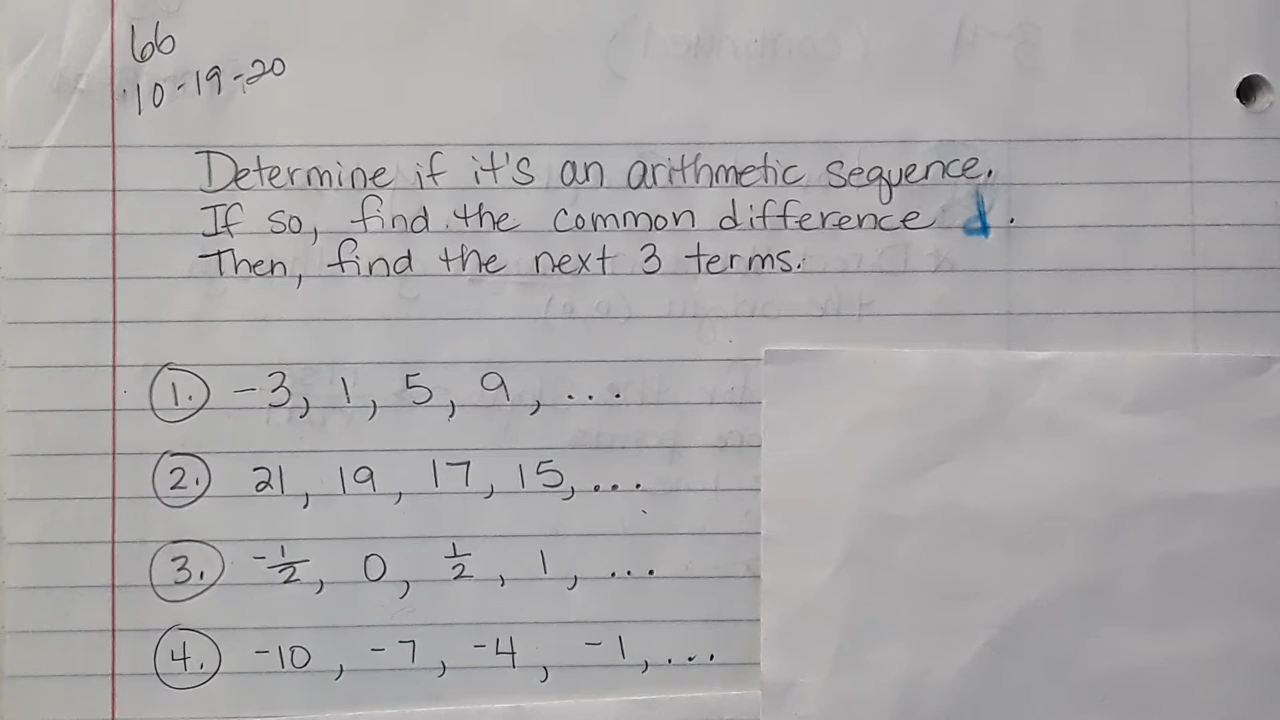 66
10-19-20
Determine if it's an arithmetic sequence.
If so, find the common difference d.
Then, find the next 3 terms.
1. -3, 1, 5, 9, ...
2. 21, 19, 17, 15, ...
3. -1/2, 0, 1/2, 1, ...
4. -10, -7, -4, -1, ...